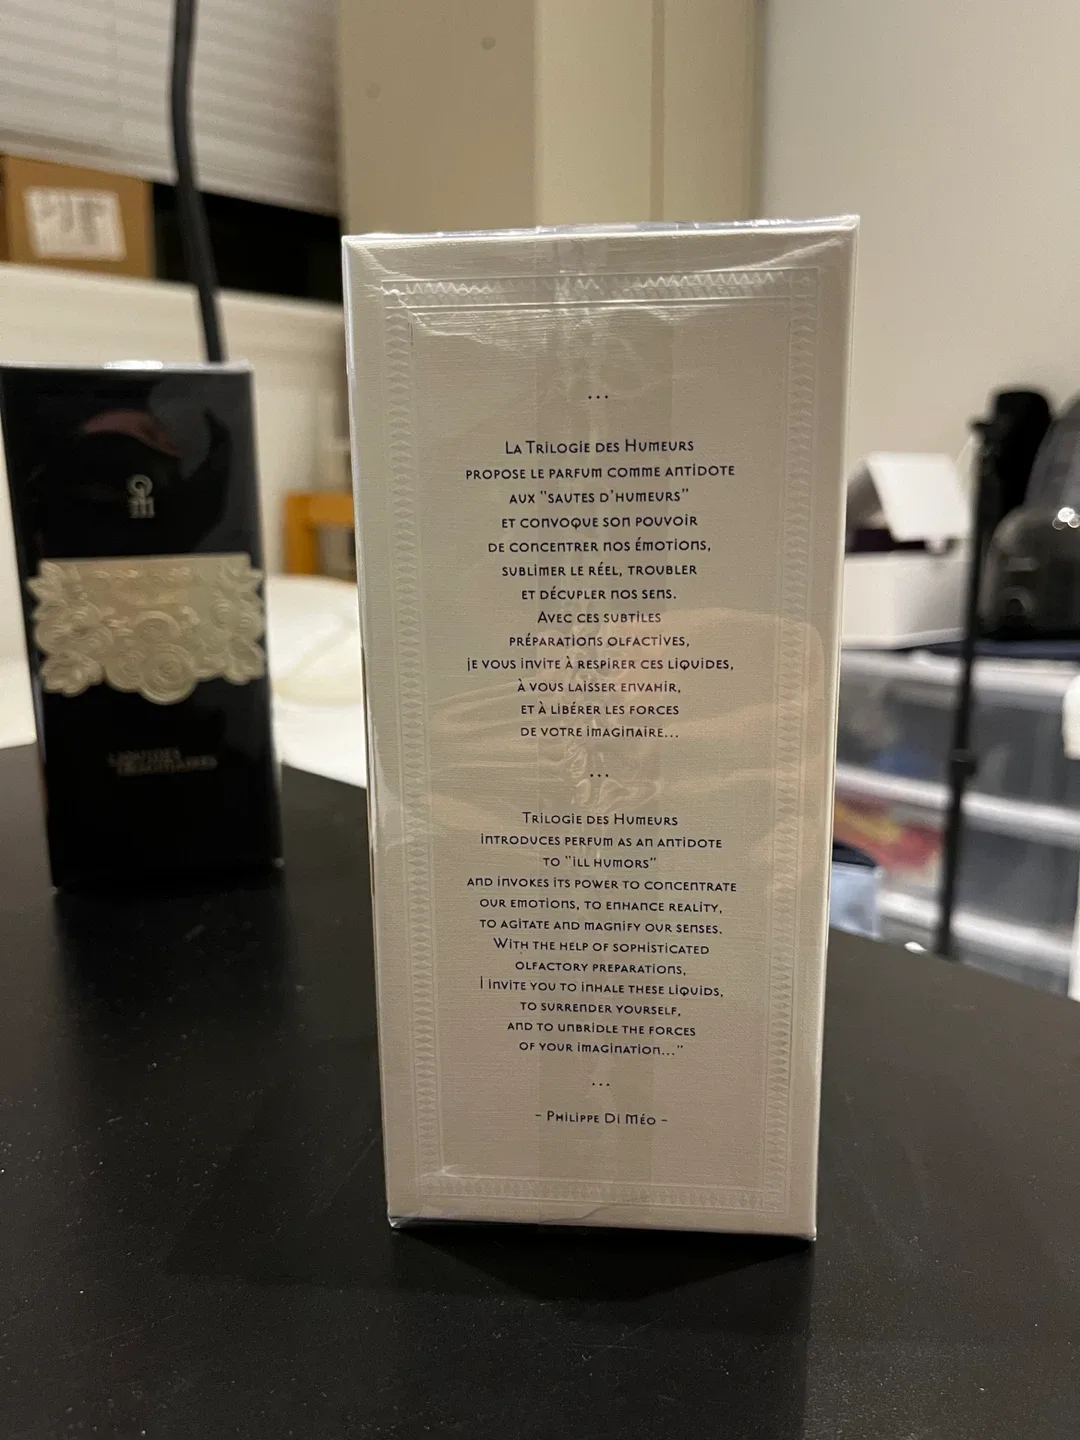 ...
La Trilogie des Humeurs
propose le parfum comme antidote
aux "sautes d'humeurs"
et convoque son pouvoir
de concentrer nos émotions,
sublimer le réel, troubler
et décupler nos sens.
Avec ces subtiles
préparations olfactives,
je vous invite à respirer ces liquides,
à vous laisser envahir,
et à libérer les forces
de votre imaginaire...
...
Trilogie des Humeurs
introduces perfum as an antidote
to "ill humors"
and invokes its power to concentrate
our emotions, to enhance reality,
to agitate and magnify our senses.
With the help of sophisticated
olfactory preparations,
I invite you to inhale these liquids,
to surrender yourself,
and to unbridle the forces
of your imagination..."
...
- Philippe Di Méo -
LIQUIDES
IMAGINAIRES